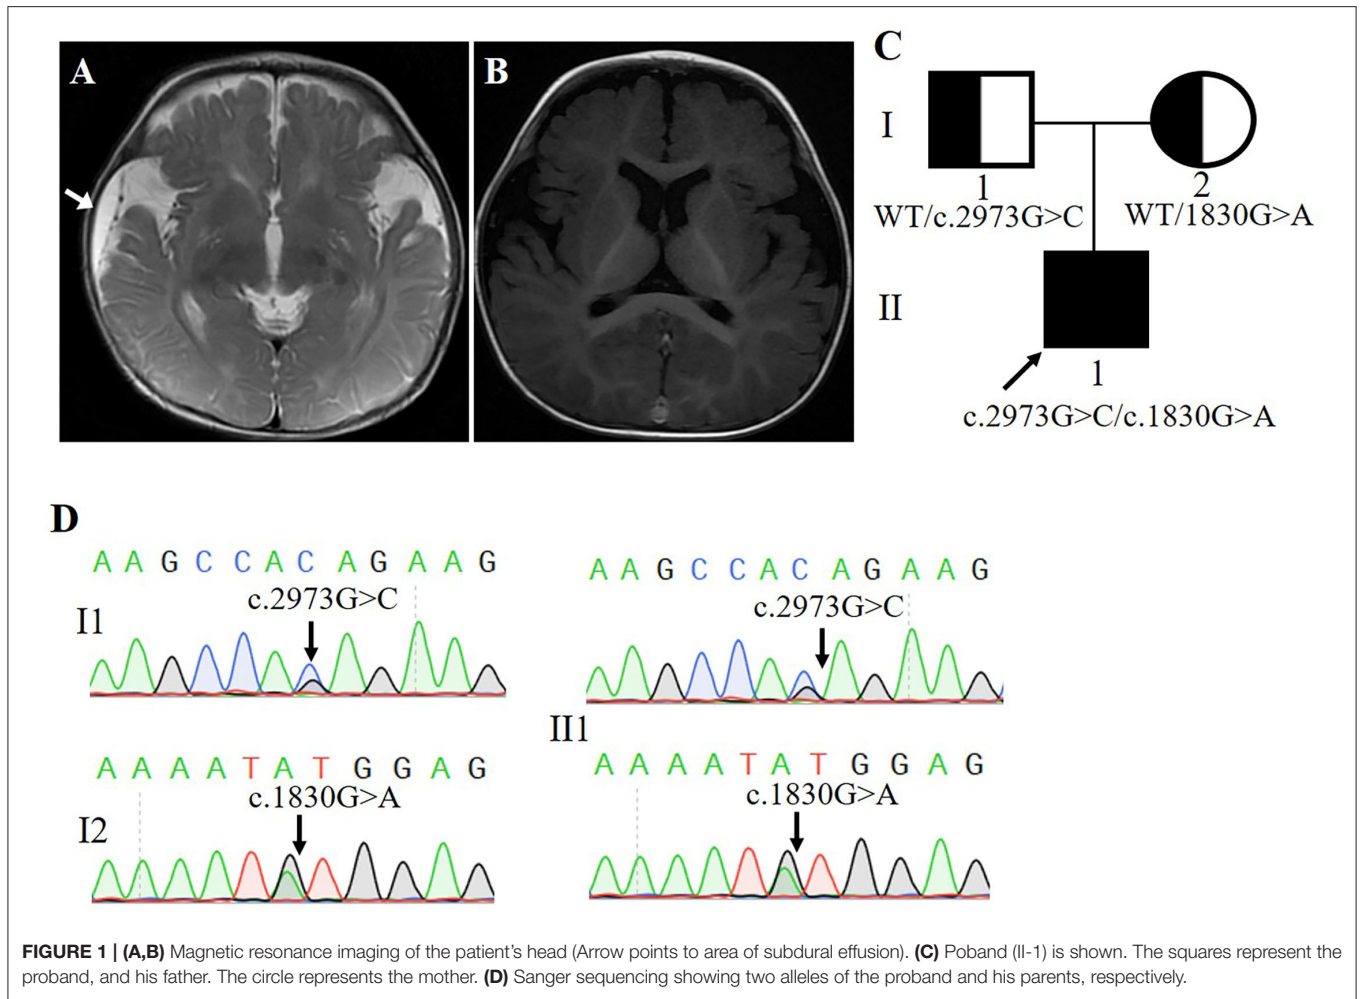 A
B
C
I
1
2
WT/c.2973G>C
WT/1830G>A
II
1
c.2973G>C/c.1830G>A
D
A A G C C A C A G A A G
c.2973G>C
I1
A A G C C A C A G A A G
c.2973G>C
II1
A A A A T A T G G A G
c.1830G>A
I2
A A A A T A T G G A G
c.1830G>A
FIGURE 1 | (A,B) Magnetic resonance imaging of the patient's head (Arrow points to area of subdural effusion). (C) Poband (II-1) is shown. The squares represent the
proband, and his father. The circle represents the mother. (D) Sanger sequencing showing two alleles of the proband and his parents, respectively.